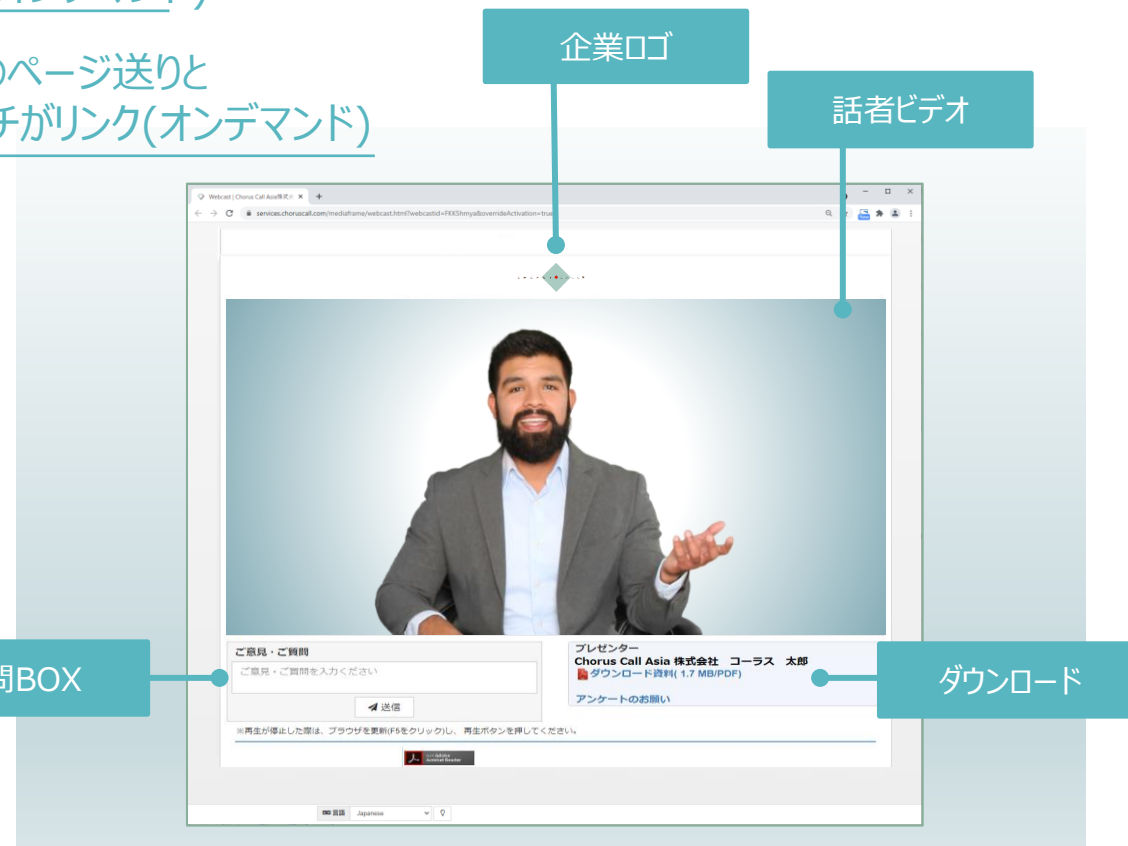 のページ送りと
チがリンク(オンデマンド)
企業ロゴ
話者ビデオ
Webcast | Chorus Call Asia株式会
services.choruscall.com/mediaframe/webcast.html?webcastid=FKKShmya&overrideActivation=true
ご意見・ご質問
ご意見・ご質問を入力ください
送信
プレゼンター
Chorus Call Asia 株式会社 コーラス 太郎
ダウンロード資料( 1.7 MB/PDF)
アンケートのお願い
問BOX
ダウンロード
※再生が停止した際は、ブラウザを更新(F5をクリック)し、 再生ボタンを押してください。
Adobe
Acrobat Reader
言語 Japanese